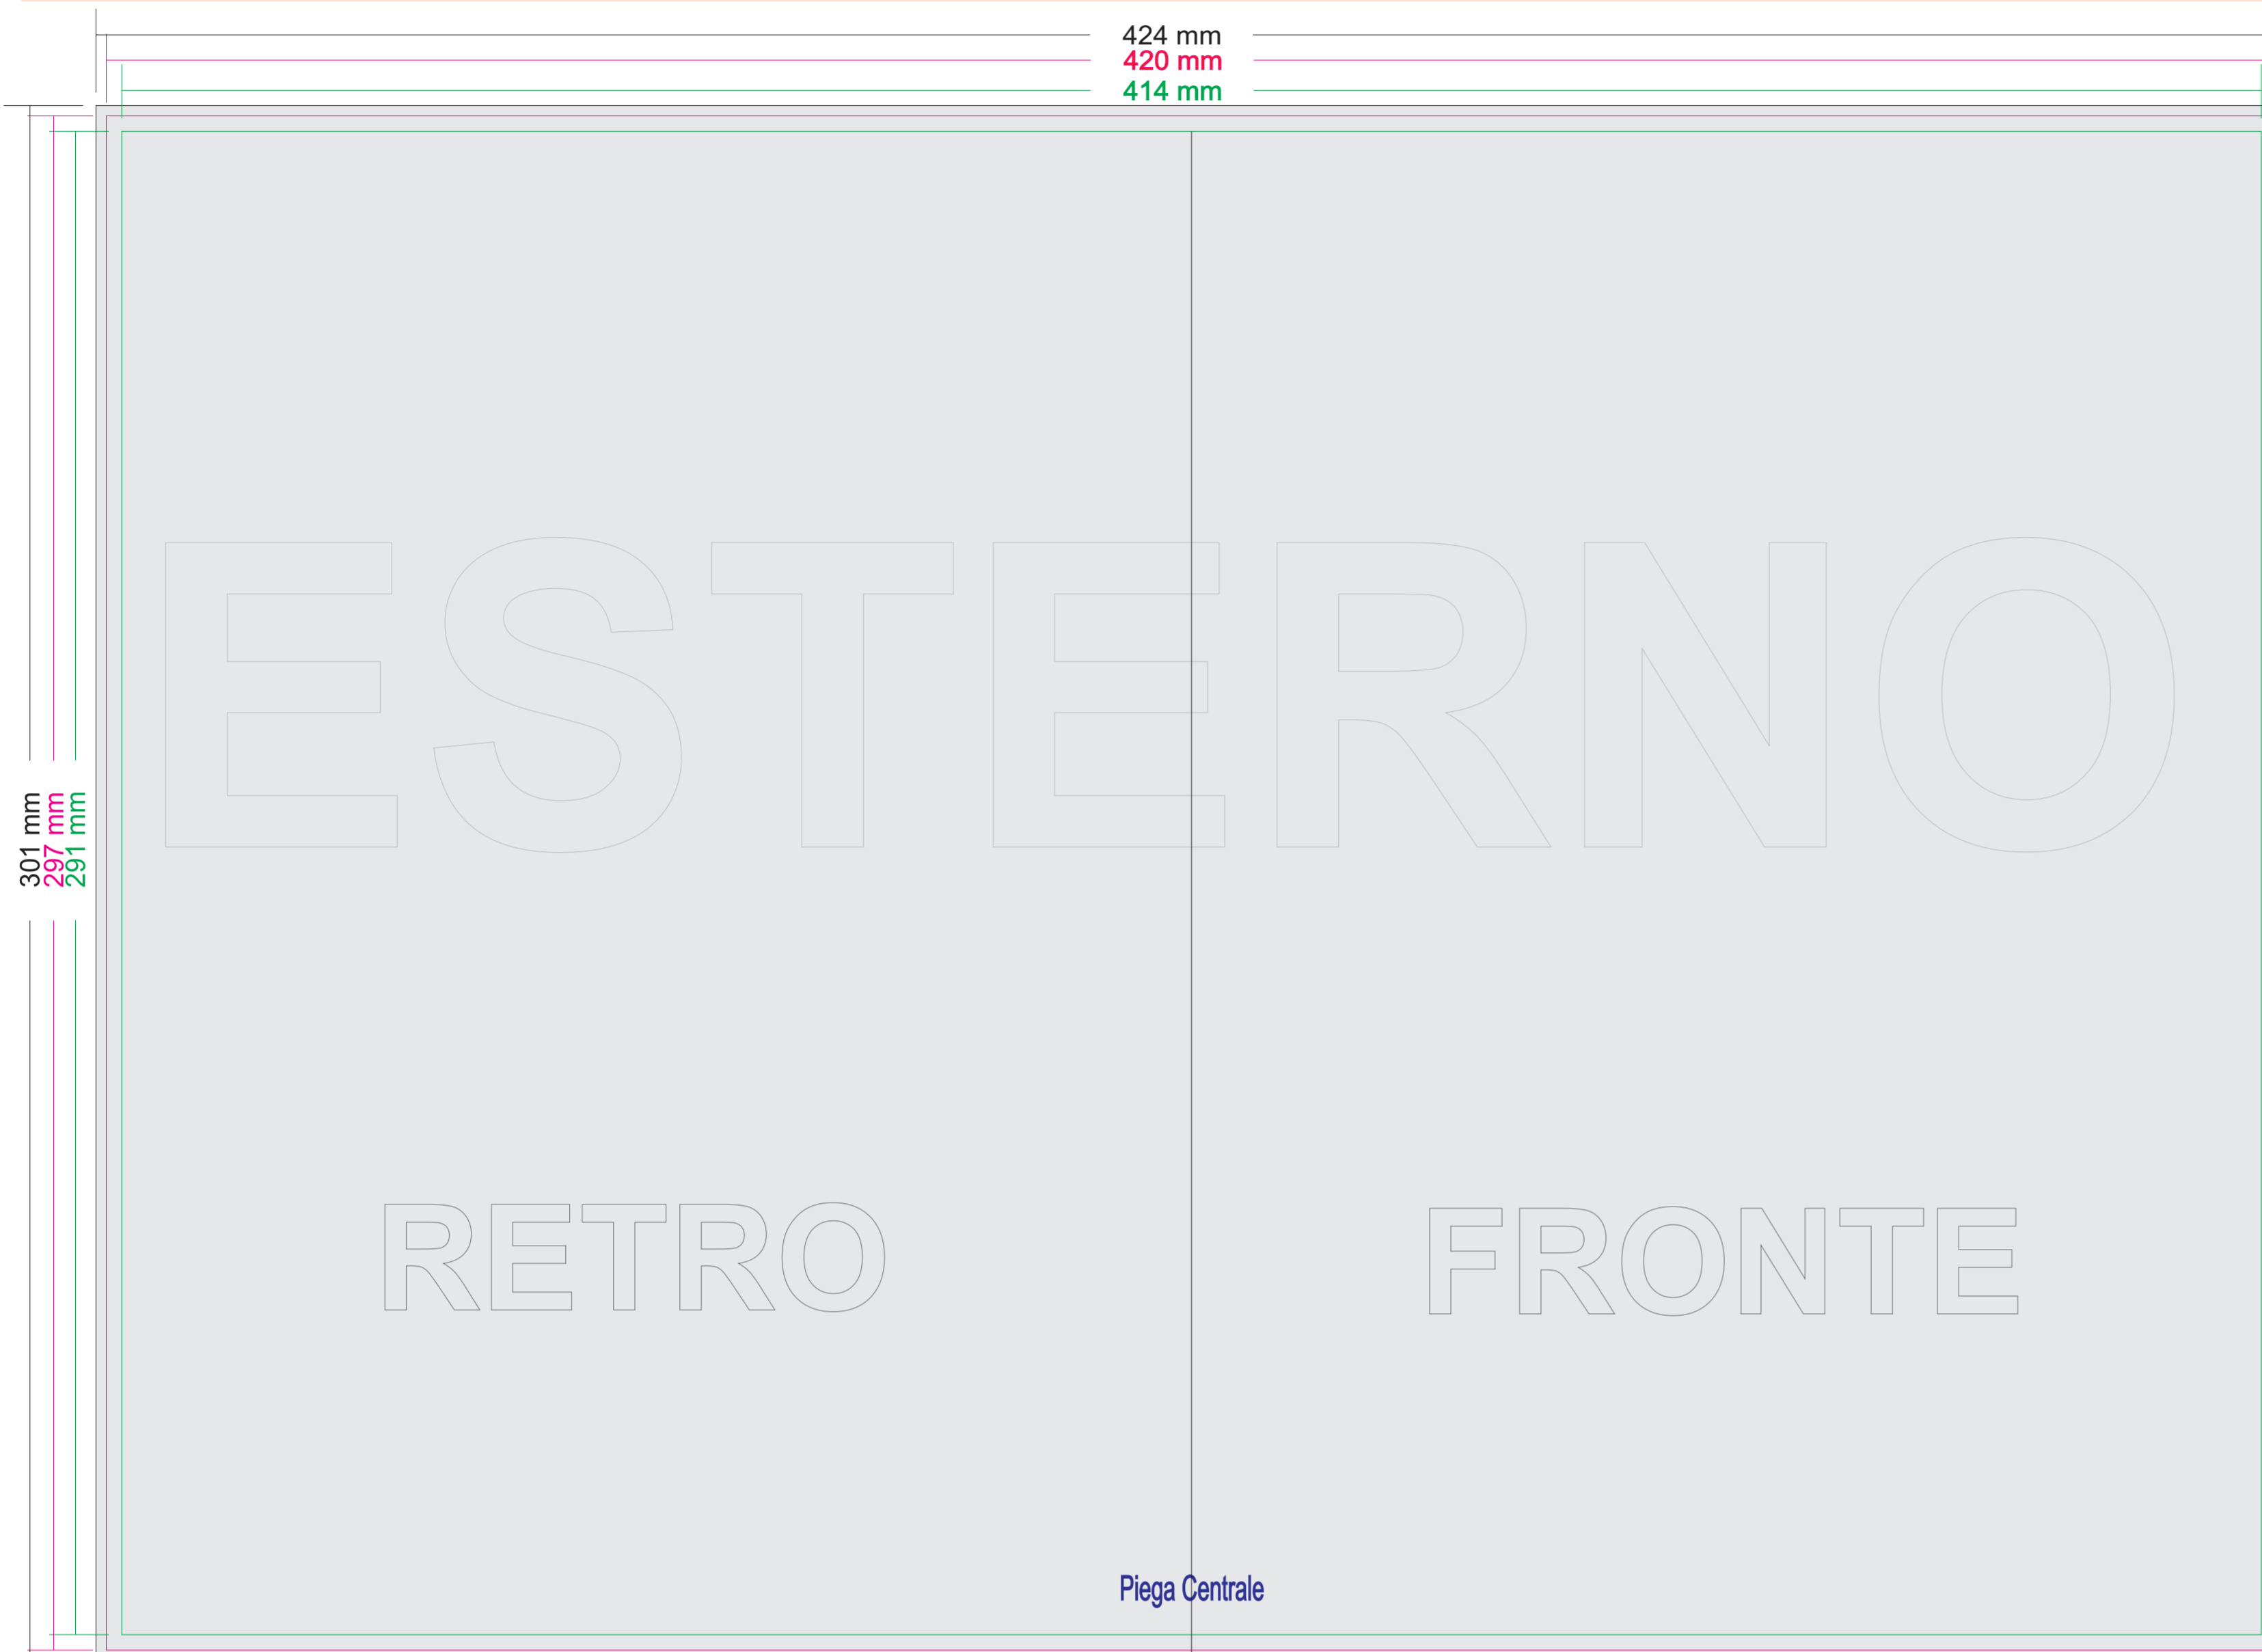 424 mm
420 mm
414 mm
301 mm
297 mm
291 mm
ESTERNO
RETRO
FRONTE
Piega Centrale